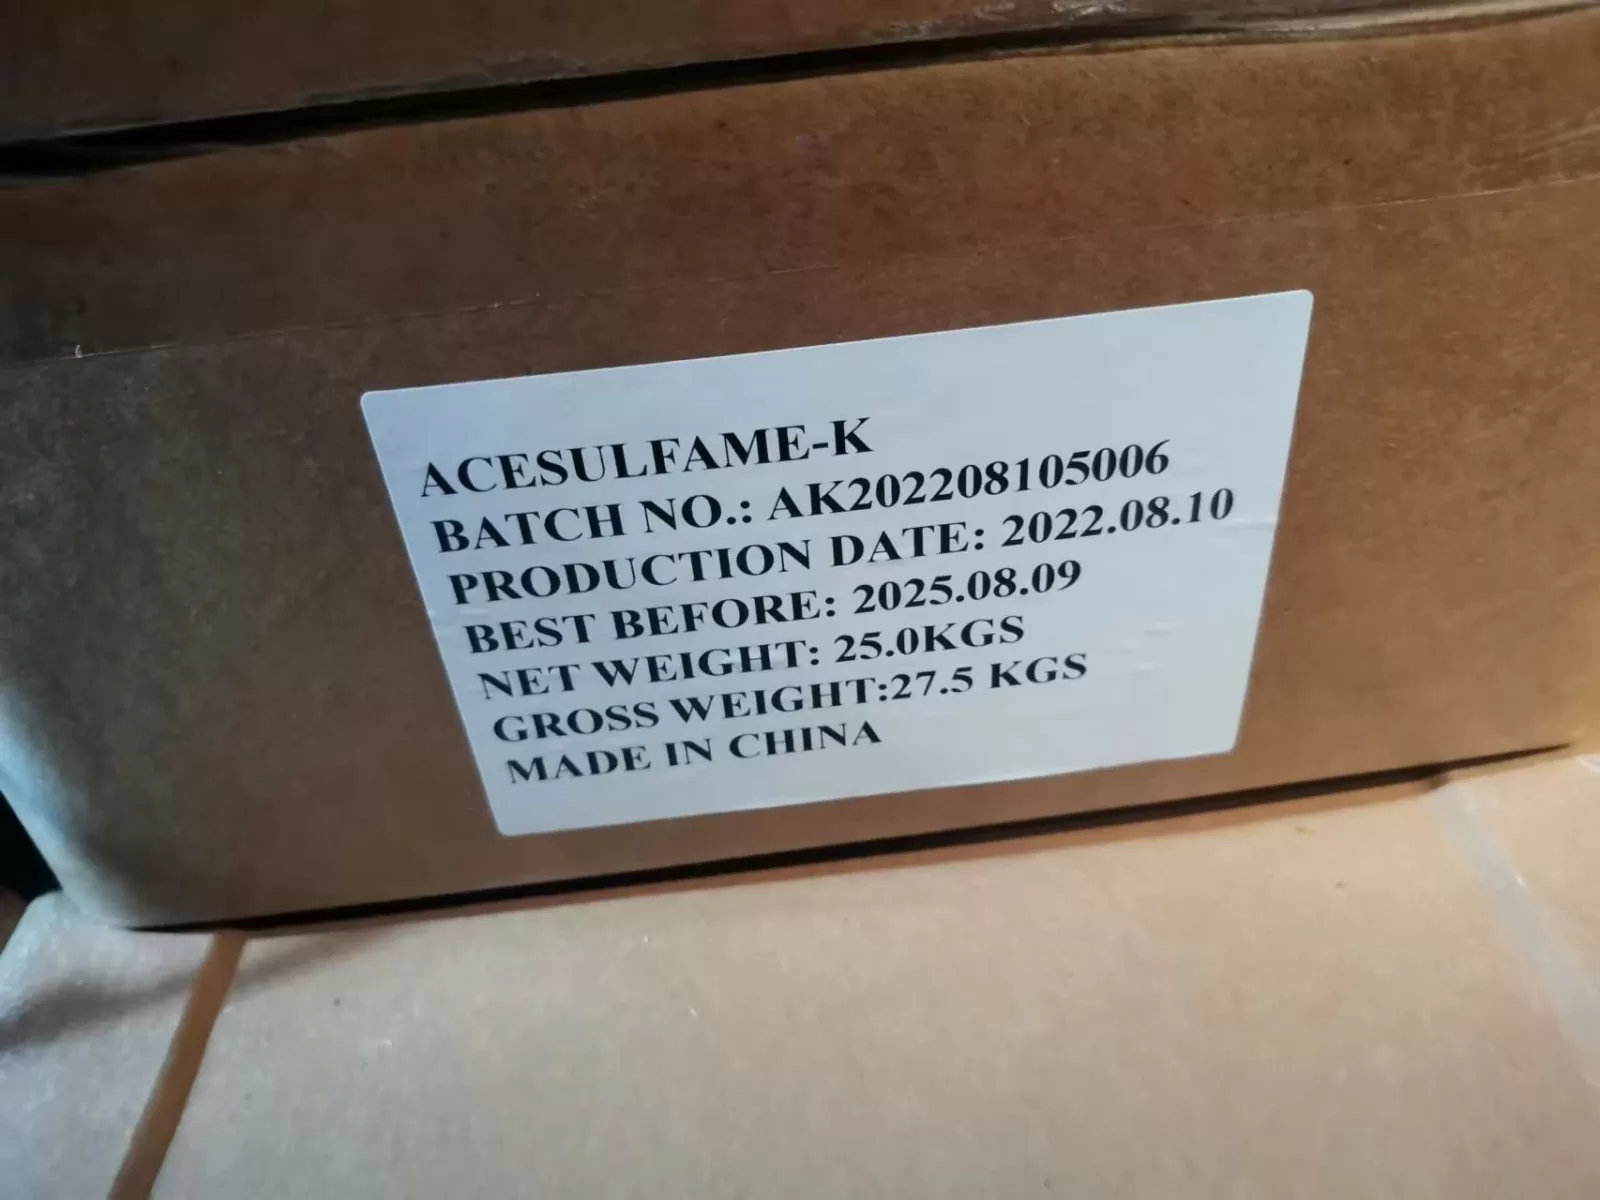 ACESULFAME-K
BATCH NO.: AK202208105006
PRODUCTION DATE: 2022.08.10
BEST BEFORE: 2025.08.09
NET WEIGHT: 25.0KGS
GROSS WEIGHT:27.5 KGS
MADE IN CHINA